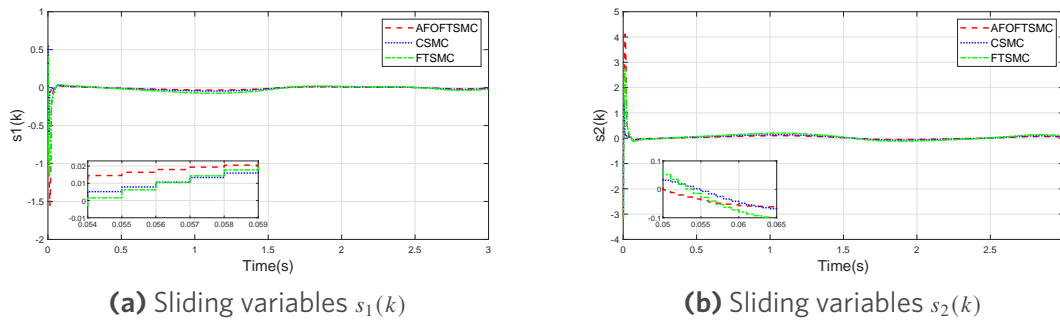 1
0.5
0
-0.5
-1
-1.5
-2
s1(k)
AFOFTSMC
CSMC
FTSMC
0.02
0.01
0
-0.01
0.054 0.055 0.056 0.057 0.058 0.059
0 0.5 1 1.5 2 2.5 3
Time(s)
(a) Sliding variables s1(k)
5
4
3
2
1
0
-1
-2
-3
-4
s2(k)
AFOFTSMC
CSMC
FTSMC
0.1
0
-0.1
0.05 0.055 0.06 0.065
0 0.5 1 1.5 2 2.5
Time(s)
(b) Sliding variables s2(k)